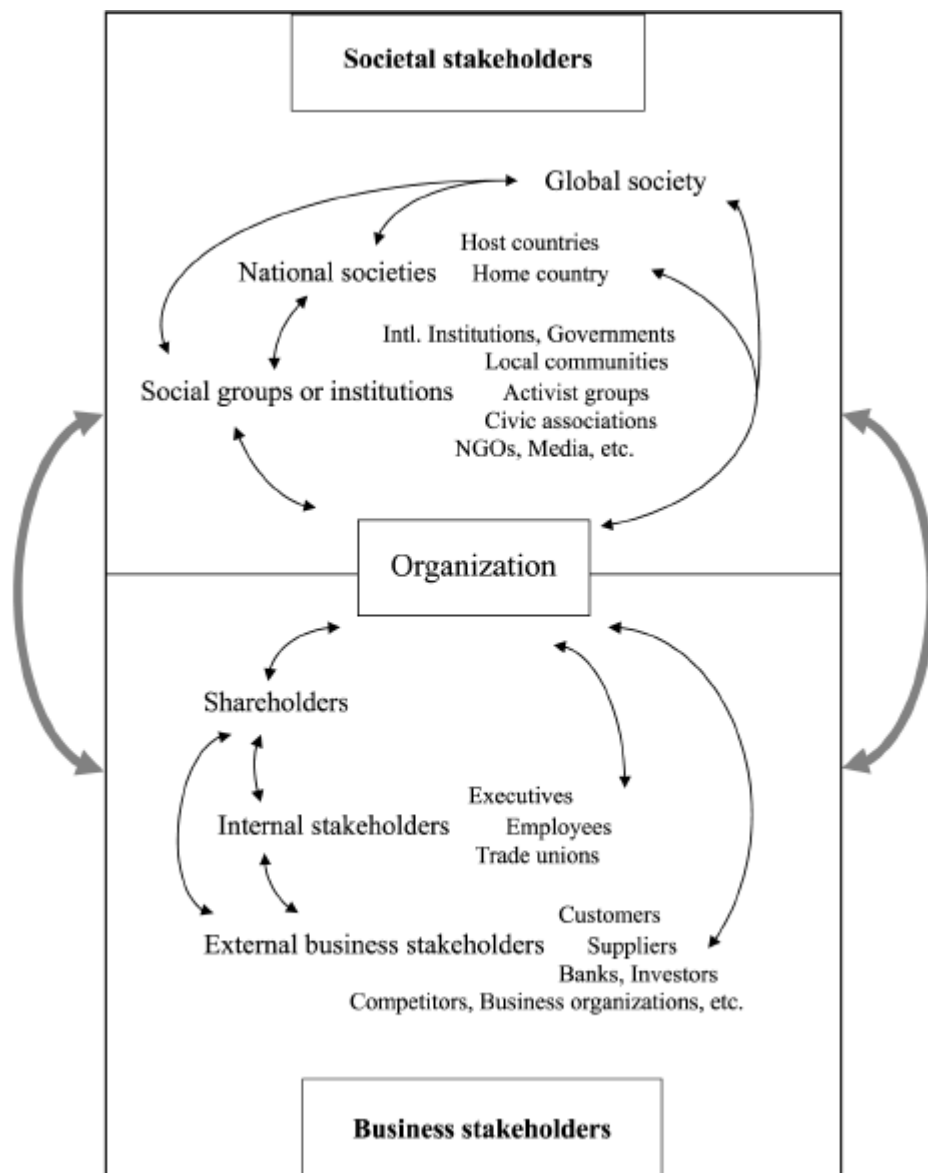 Societal stakeholders
Global society
Host countries
National societies
Home country
Intl. Institutions, Governments
Local communities
Social groups or institutions
Activist groups
Civic associations
NGOs, Media, etc.
Organization
Shareholders
Executives
Internal stakeholders
Employees
Trade unions
Customers
External business stakeholders
Suppliers
Banks, Investors
Competitors, Business organizations, etc.
Business stakeholders